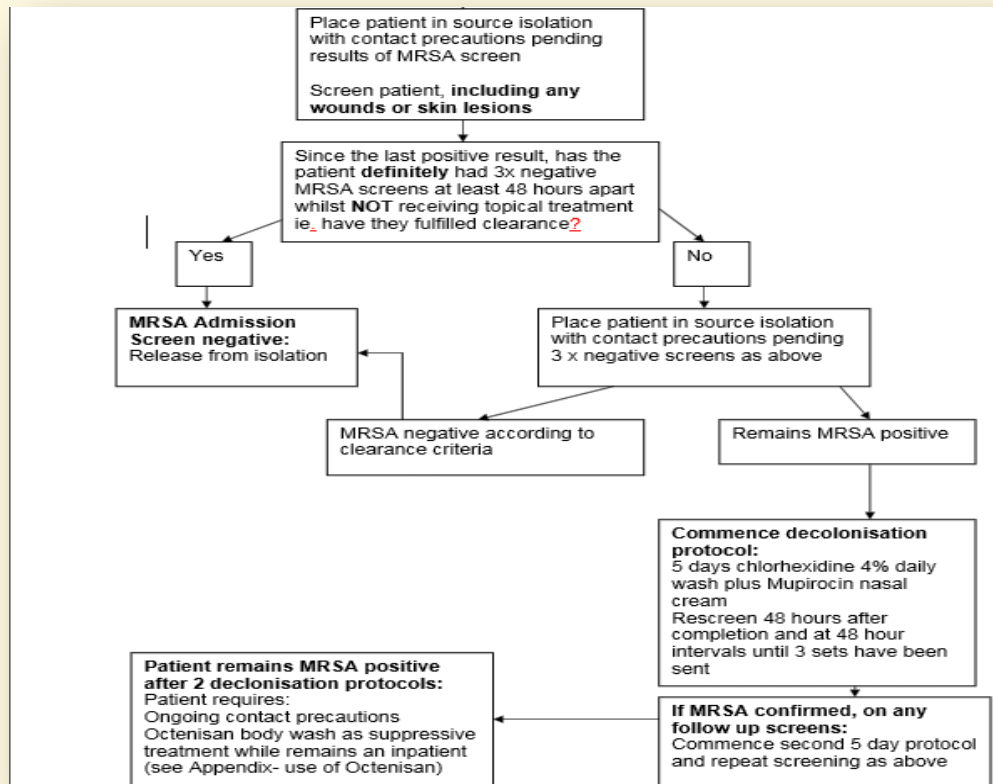 Place patient in source isolation
with contact precautions pending
results of MRSA screen
Screen patient, including any
wounds or skin lesions
Since the last positive result, has the
patient definitely had 3x negative
MRSA screens at least 48 hours apart
whilst NOT receiving topical treatment
ie. have they fulfilled clearance?
Yes
No
MRSA Admission
Screen negative:
Release from isolation
Place patient in source isolation
with contact precautions pending
3 x negative screens as above
MRSA negative according to
clearance criteria
Remains MRSA positive
Commence decolonisation
protocol:
5 days chlorhexidine 4% daily
wash plus Mupirocin nasal
cream
Rescreen 48 hours after
completion and at 48 hour
intervals until 3 sets have been
sent
Patient remains MRSA positive
after 2 declonisation protocols:
Patient requires:
Ongoing contact precautions
Octenisan body wash as suppressive
treatment while remains an inpatient
(see Appendix- use of Octenisan)
If MRSA confirmed, on any
follow up screens:
Commence second 5 day protocol
and repeat screening as above